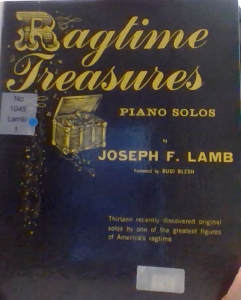 Ragtime
Treasures
PIANO SOLOS
No
1045
Lamb
by
JOSEPH F. LAMB
Foreword by RUDI BLESH
Thirteen recently discovered original
solos by one of the greatest figures
of America's ragtime